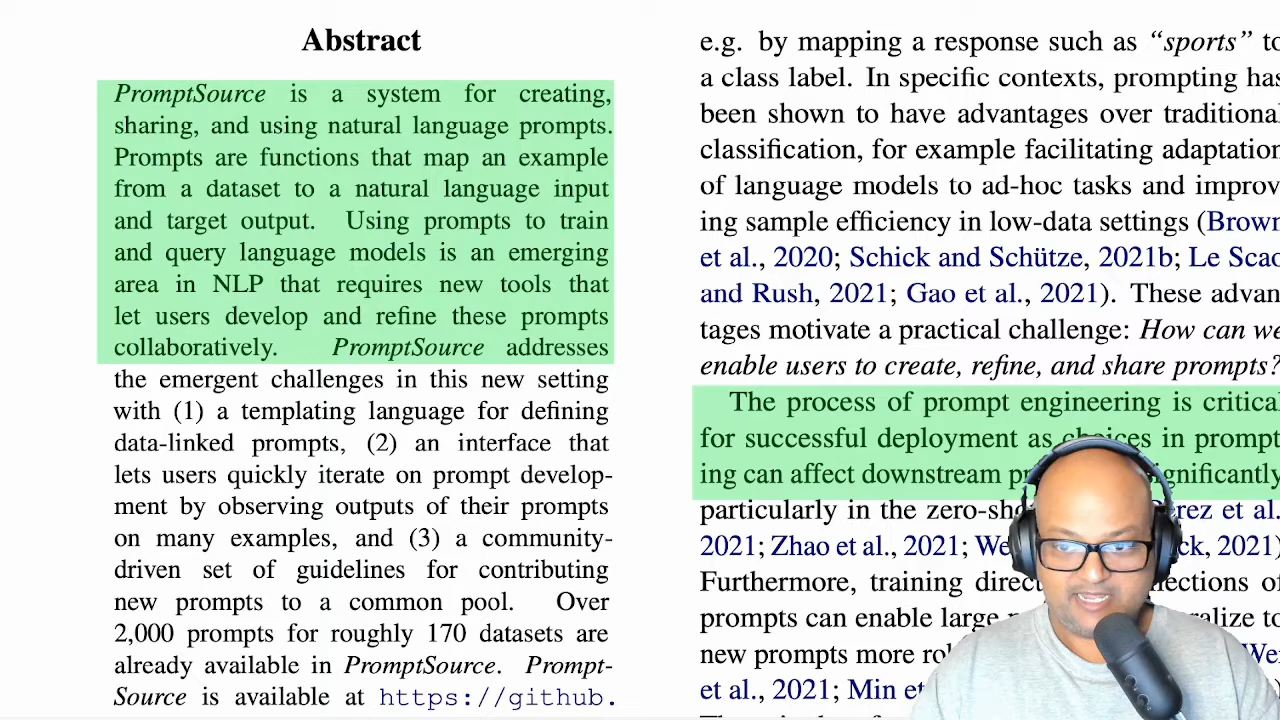 Abstract
PromptSource is a system for creating,
sharing, and using natural language prompts.
Prompts are functions that map an example
from a dataset to a natural language input
and target output. Using prompts to train
and query language models is an emerging
area in NLP that requires new tools that
let users develop and refine these prompts
collaboratively. PromptSource addresses
the emergent challenges in this new setting
with (1) a templating language for defining
data-linked prompts, (2) an interface that
lets users quickly iterate on prompt develop-
ment by observing outputs of their prompts
on many examples, and (3) a community-
driven set of guidelines for contributing
new prompts to a common pool. Over
2,000 prompts for roughly 170 datasets are
already available in PromptSource. Prompt-
Source is available at https://github.
e.g. by mapping a response such as “sports” to
a class label. In specific contexts, prompting has
been shown to have advantages over traditional
classification, for example facilitating adaptation
of language models to ad-hoc tasks and improv
ing sample efficiency in low-data settings (Brown
et al., 2020; Schick and Schütze, 2021b; Le Scao
and Rush, 2021; Gao et al., 2021). These advan
tages motivate a practical challenge: How can we
enable users to create, refine, and share prompts?
The process of prompt engineering is critical
for successful deployment as choices in prompt
ing can affect downstream significantly
particularly in the et al.
2021; Zhao et al., 2021; 2021)
Furthermore, training of
prompts can enable large to
new prompts more
et al., 2021; Min